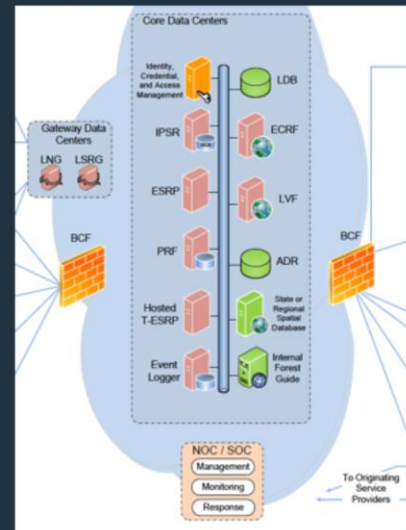 Core Data Centers
Identity,
Credential,
and Access
Management
LDB
Gateway Data
Centers
LNG LSRG
IPSR
ECRF
ESRP
LVF
BCF
PRF
ADR
BCF
Hosted
T-ESRP
State or
Regional
Spatial
Database
Event
Logger
Internal
Forest
Guide
NOC / SOC
Management
Monitoring
Response
To Originating
Service
Providers